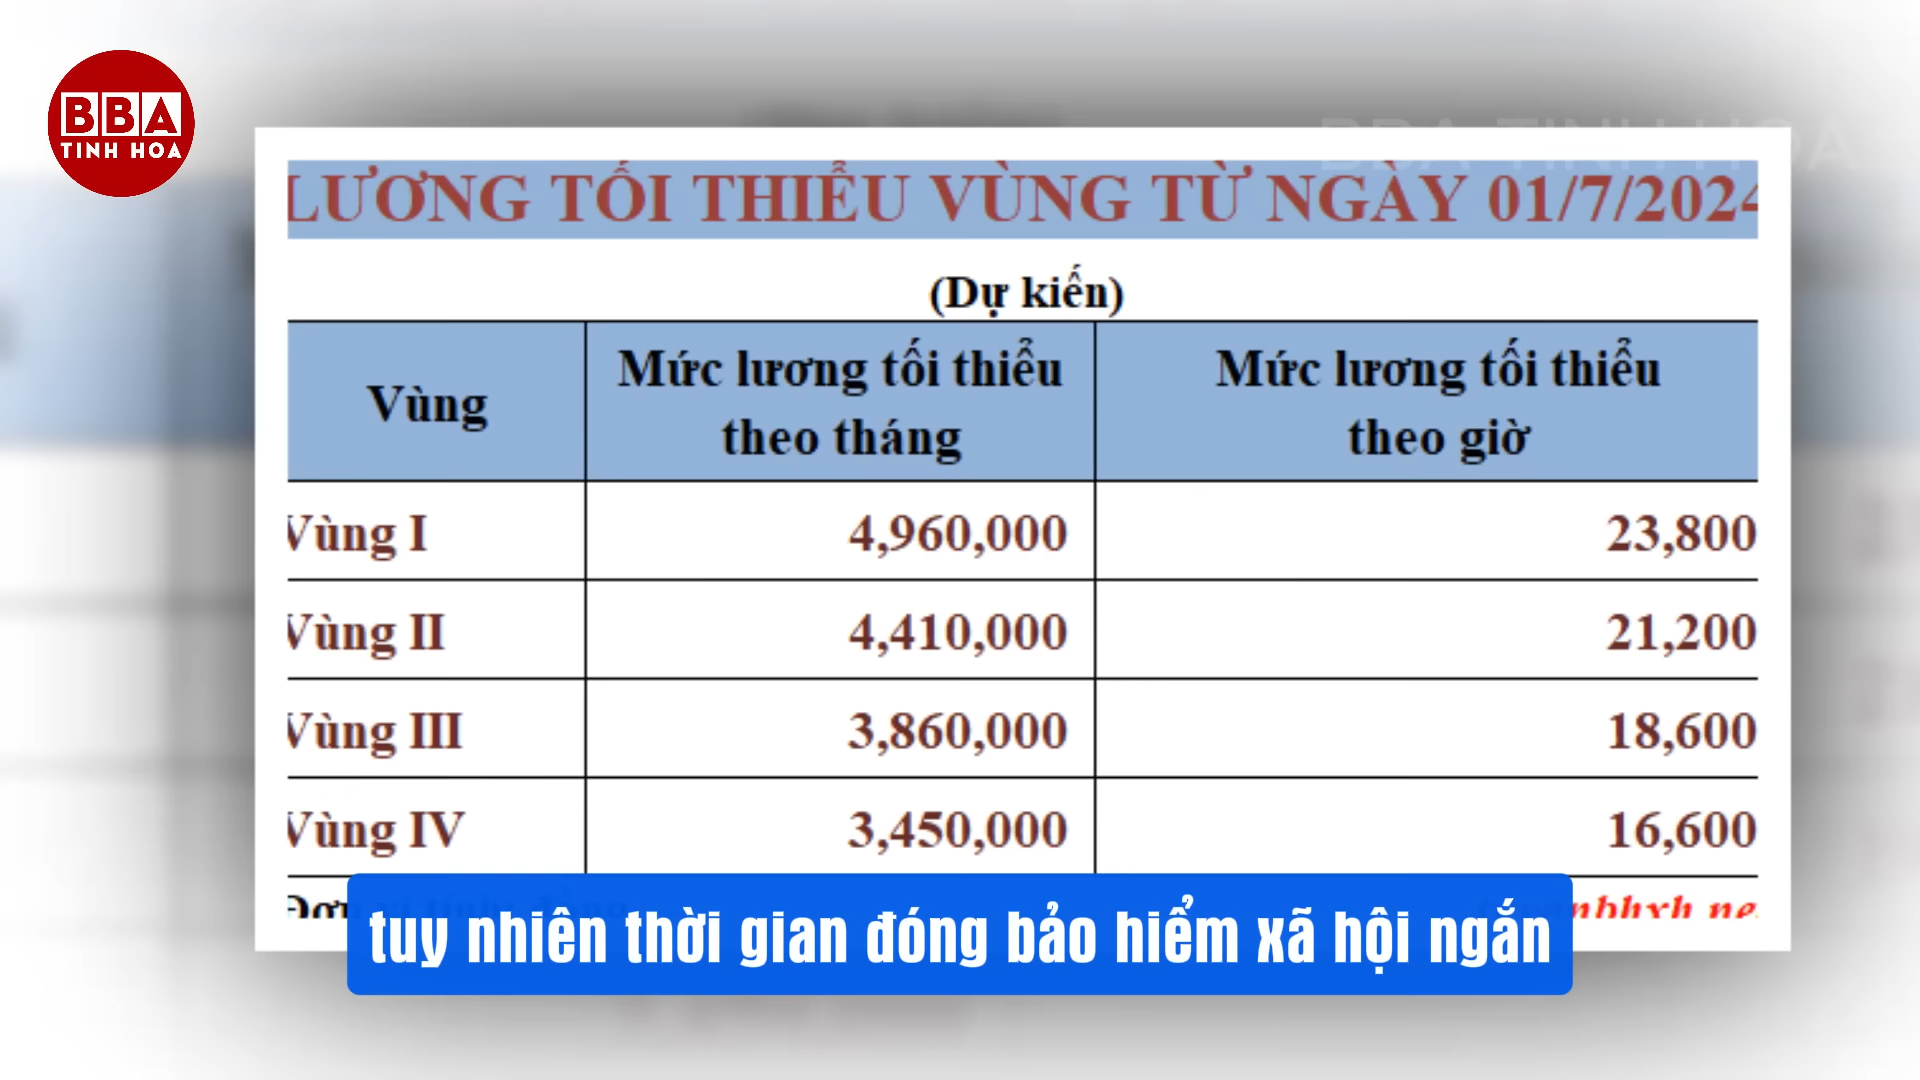 BBA
TINH HOA
BBA TINH HOA
LƯƠNG TỐI THIỂU VÙNG TỪ NGÀY 01/7/2024
(Dự kiến)
Vùng
Mức lương tối thiểu
theo tháng
Mức lương tối thiểu
theo giờ
Vùng I 4,960,000 23,800
Vùng II 4,410,000 21,200
Vùng III 3,860,000 18,600
Vùng IV 3,450,000 16,600
tuy nhiên thời gian đóng bảo hiểm xã hội ngắn